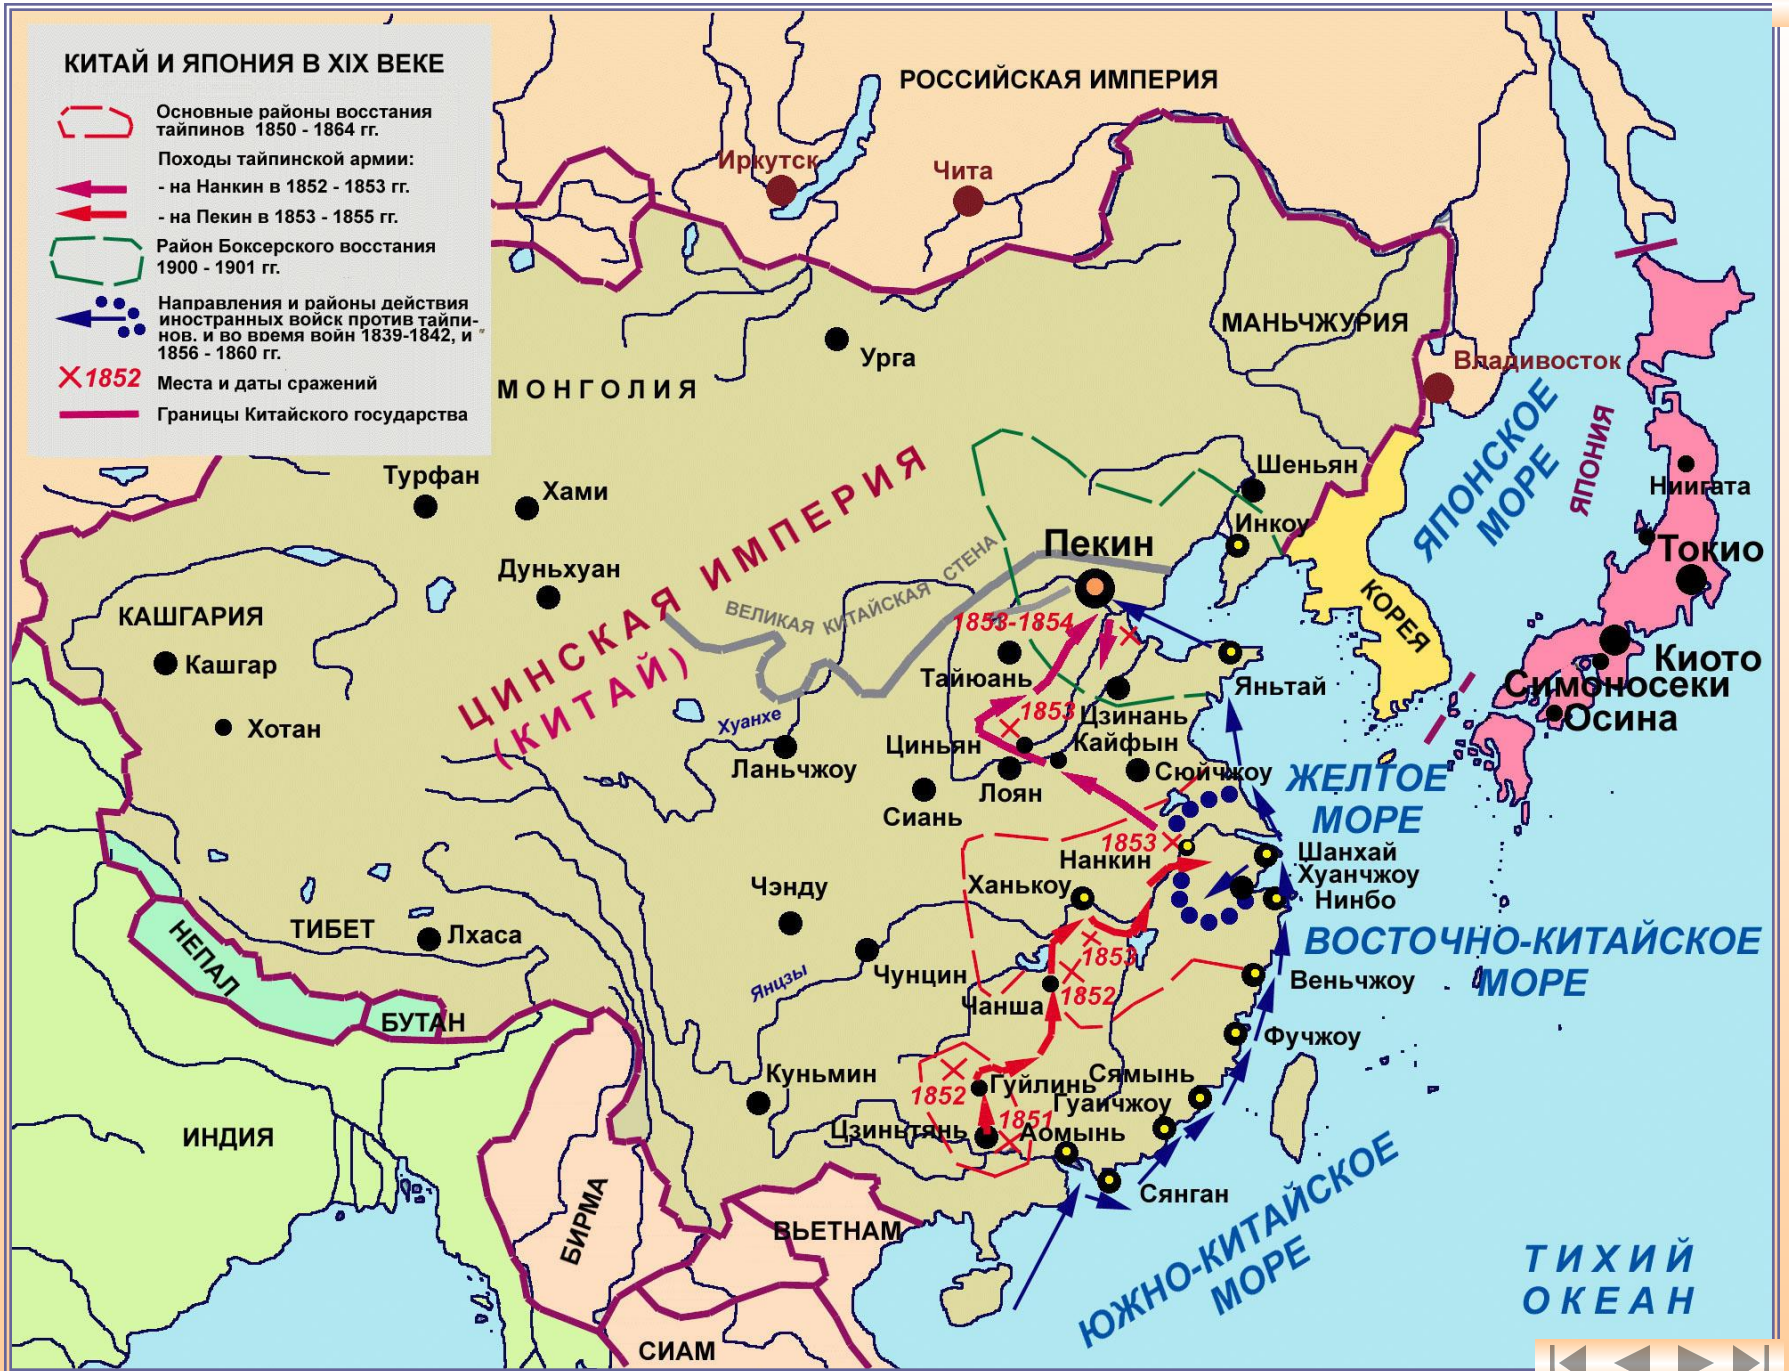 КИТАЙ И ЯПОНИЯ В XIX ВЕКЕ
Основные районы восстания
тайпинов 1850 - 1864 гг.
Походы тайпинской армии:
- на Нанкин в 1852 - 1853 гг.
- на Пекин в 1853 - 1855 гг.
Район Боксерского восстания
1900 - 1901 гг.
Направления и районы действия
иностранных войск против тайпи-
нов. и во время войн 1839-1842, и "
1856 - 1860 гг.
1852
Места и даты сражений
Границы Китайского государства
РОССИЙСКАЯ ИМПЕРИЯ
Иркутск
Чита
МАНЬЧЖУРИЯ
Урга
Владивосток
МОНГОЛИЯ
ЯПОНСКОЕ
МОРЕ
ЯПОНИЯ
Турфан
Хами
Шеньян
Ниигата
Инкоу
Пекин
Токио
ЦИНСКАЯ ИМПЕРИЯ
(КИТАЙ)
ВЕЛИКАЯ КИТАЙСКАЯ СТЕНА
Дуньхуан
КАШГАРИЯ
КОРЕЯ
1853-1854
Кашгар
Тайюань
Яньтай
Киото
Симоносеки
Осина
Хотан
Хуанхе
1853
Цзинань
Циньян
Кайфын
Ланьчжоу
Лоян
Сюйчжоу
ЖЕЛТОЕ
МОРЕ
Сиань
1853
Нанкин
Шанхай
Хуанчжоу
Нинбо
Чэнду
Ханькоу
ТИБЕТ
Лхаса
НЕПАЛ
ВОСТОЧНО-КИТАЙСКОЕ
МОРЕ
1853
Чунцин
Янцзы
Чанша
1852
Веньчжоу
БУТАН
Фучжоу
Куньмин
Гуйлинь
Сямынь
1852
Гуаичжоу
1851
Цзиньтянь
Аомынь
ИНДИЯ
Сянган
БИРМА
ВЬЕТНАМ
ЮЖНО-КИТАЙСКОЕ
МОРЕ
ТИХИЙ
ОКЕАН
СИАМ